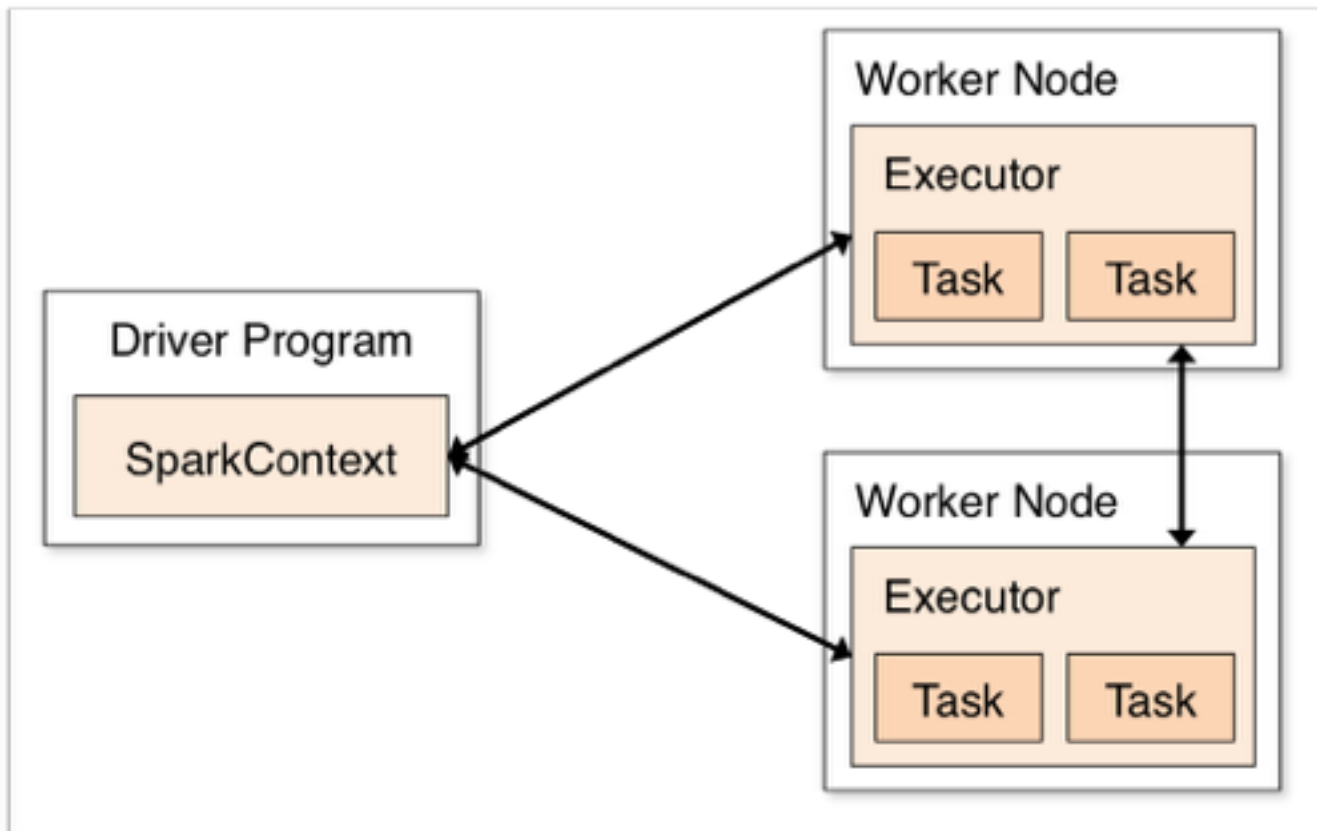 Driver Program
SparkContext
Worker Node
Executor
Task Task
Worker Node
Executor
Task Task